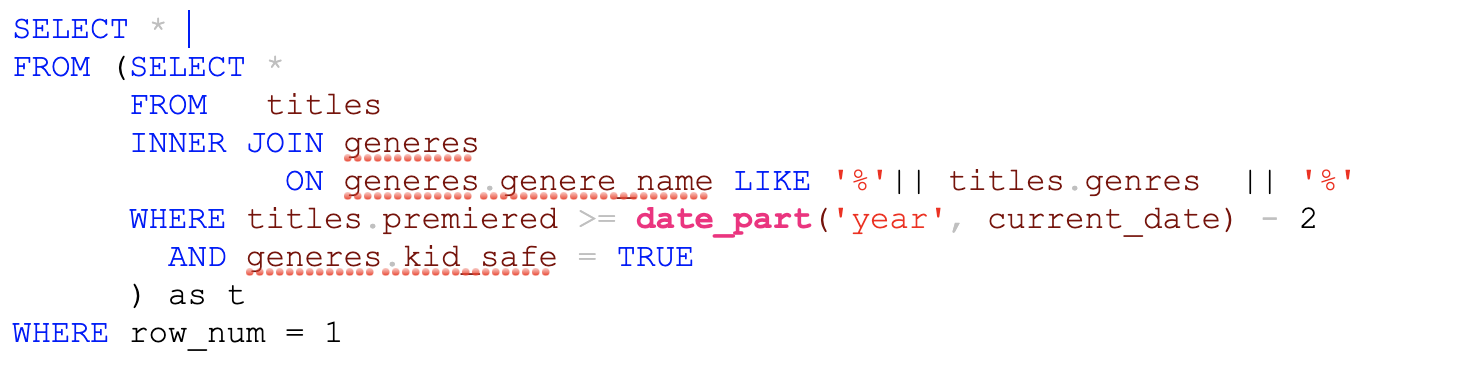 SELECT *
FROM (SELECT *
FROM titles
INNER JOIN generes
ON generes.genere_name LIKE '%'|| titles.genres || '%'
WHERE titles.premiered >= date_part('year', current_date) - 2
AND generes.kid_safe = TRUE
) as t
WHERE row_num = 1